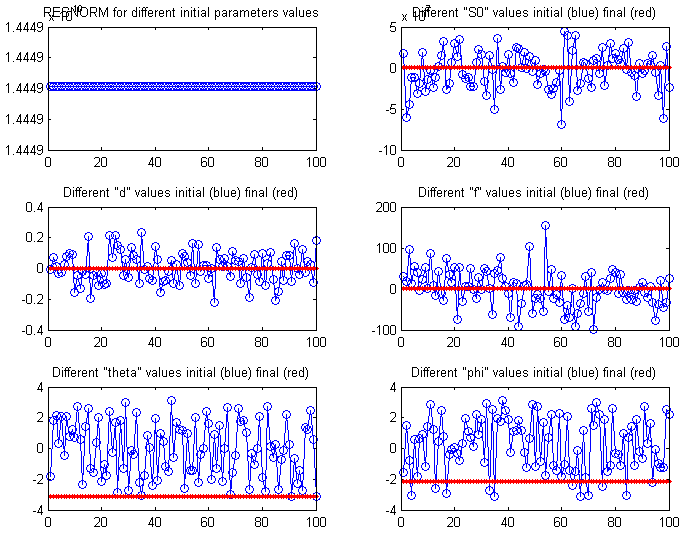 RESNORM for different initial parameters values
Different "S0" values initial (blue) final (red)
1.4449
1.4449
1.4449
1.4449
1.4449
0 20 40 60 80 100
5
0
-5
-10
0 20 40 60 80 100
Different "d" values initial (blue) final (red)
0.4
0.2
0
-0.2
-0.4
0 20 40 60 80 100
Different "f" values initial (blue) final (red)
200
100
0
-100
0 20 40 60 80 100
Different "theta" values initial (blue) final (red)
4
2
0
-2
-4
0 20 40 60 80 100
Different "phi" values initial (blue) final (red)
4
2
0
-2
-4
0 20 40 60 80 100